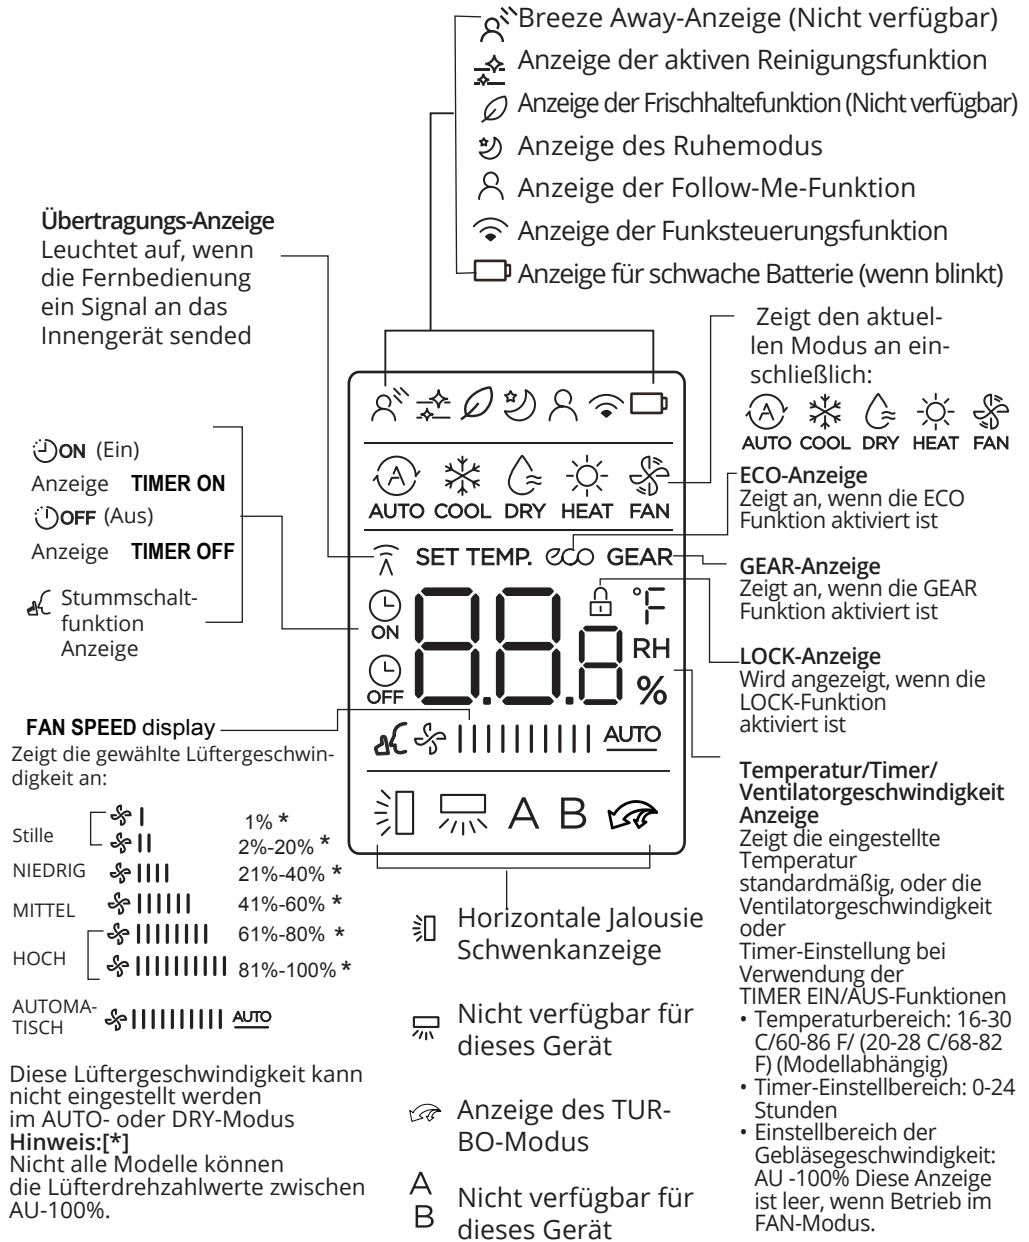 Breeze Away-Anzeige (Nicht verfügbar)
Anzeige der aktiven Reinigungsfunktion
Anzeige der Frischhaltefunktion (Nicht verfügbar)
Anzeige des Ruhemodus
Anzeige der Follow-Me-Funktion
Anzeige der Funksteuerungsfunktion
Anzeige für schwache Batterie (wenn blinkt)
Übertragungs-Anzeige
Leuchtet auf, wenn
die Fernbedienung
ein Signal an das
Innengerät sended
ON (Ein)
Anzeige TIMER ON
OFF (Aus)
Anzeige TIMER OFF
Stummschalt-
funktion
Anzeige
FAN SPEED display
Zeigt die gewählte Lüftergeschwin-
digkeit an:
Stille
1% *
2%-20% *
NIEDRIG 21%-40% *
MITTEL 41%-60% *
HOCH
61%-80% *
81%-100% *
AUTOMA-
TISCH
AUTO
Diese Lüftergeschwindigkeit kann
nicht eingestellt werden
im AUTO- oder DRY-Modus
Hinweis:[*]
Nicht alle Modelle können
die Lüfterdrehzahlwerte zwischen
AU-100%.
A
AUTO COOL DRY HEAT FAN
SET TEMP. eco GEAR
ON
88.8 °F
RH
OFF
%
AUTO
A B
Horizontale Jalousie
Schwenkanzeige
Nicht verfügbar für
dieses Gerät
Anzeige des TUR-
BO-Modus
A
B
Nicht verfügbar für
dieses Gerät
Zeigt den aktuel-
len Modus an ein-
schließlich:
A
AUTO COOL DRY HEAT FAN
ECO-Anzeige
Zeigt an, wenn die ECO
Funktion aktiviert ist
GEAR-Anzeige
Zeigt an, wenn die GEAR
Funktion aktiviert ist
LOCK-Anzeige
Wird angezeigt, wenn die
LOCK-Funktion
aktiviert ist
Temperatur/Timer/
Ventilatorgeschwindigkeit
Anzeige
Zeigt die eingestellte
Temperatur
standardmäßig, oder die
Ventilatorgeschwindigkeit
oder
Timer-Einstellung bei
Verwendung der
TIMER EIN/AUS-Funktionen
• Temperaturbereich: 16-30
C/60-86 F/ (20-28 C/68-82
F) (Modellabhängig)
• Timer-Einstellbereich: 0-24
Stunden
• Einstellbereich der
Gebläsegeschwindigkeit:
AU -100% Diese Anzeige
ist leer, wenn Betrieb im
FAN-Modus.